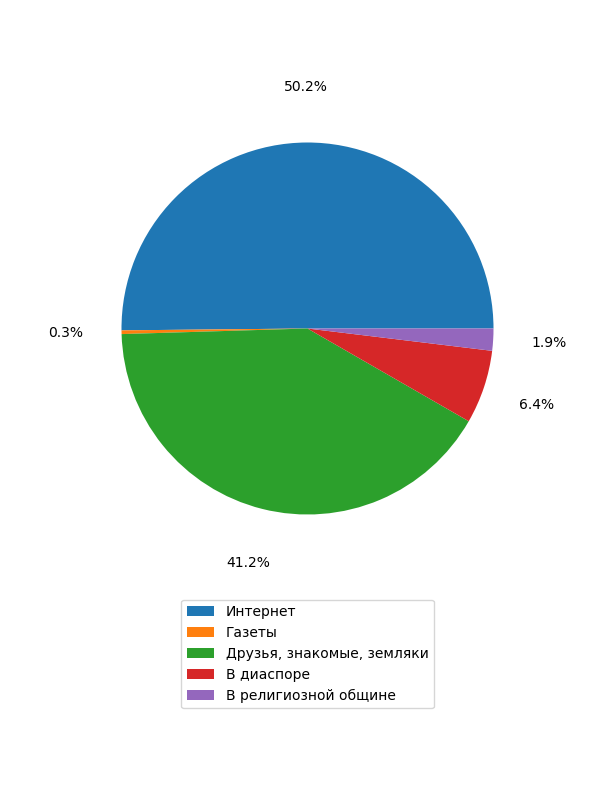 50.2%
0.3%
1.9%
6.4%
41.2%
Интернет
Газеты
Друзья, знакомые, земляки
В диаспоре
В религиозной общине